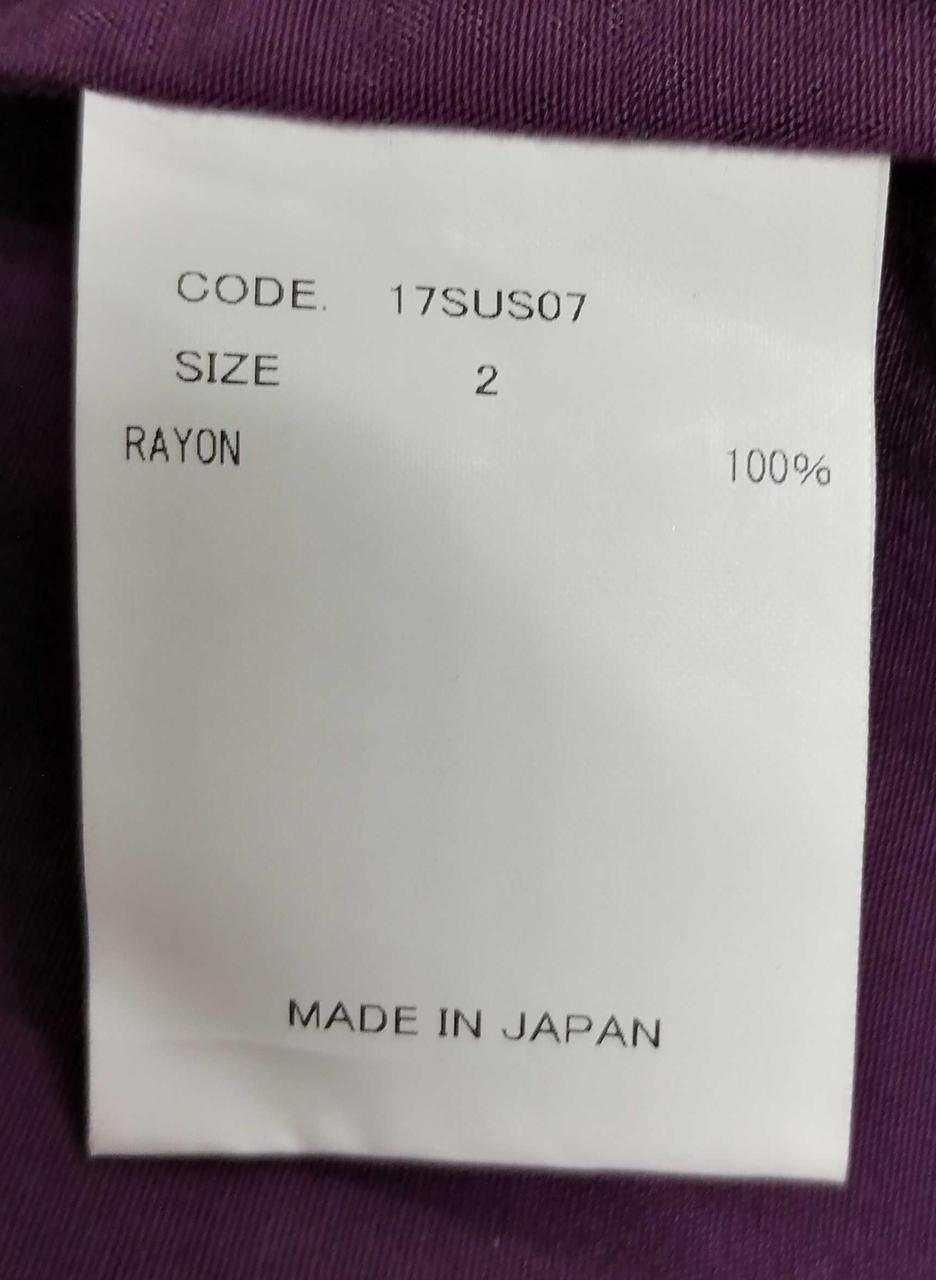 CODE. 17SUS07
SIZE 2
RAYON 100%
MADE IN JAPAN